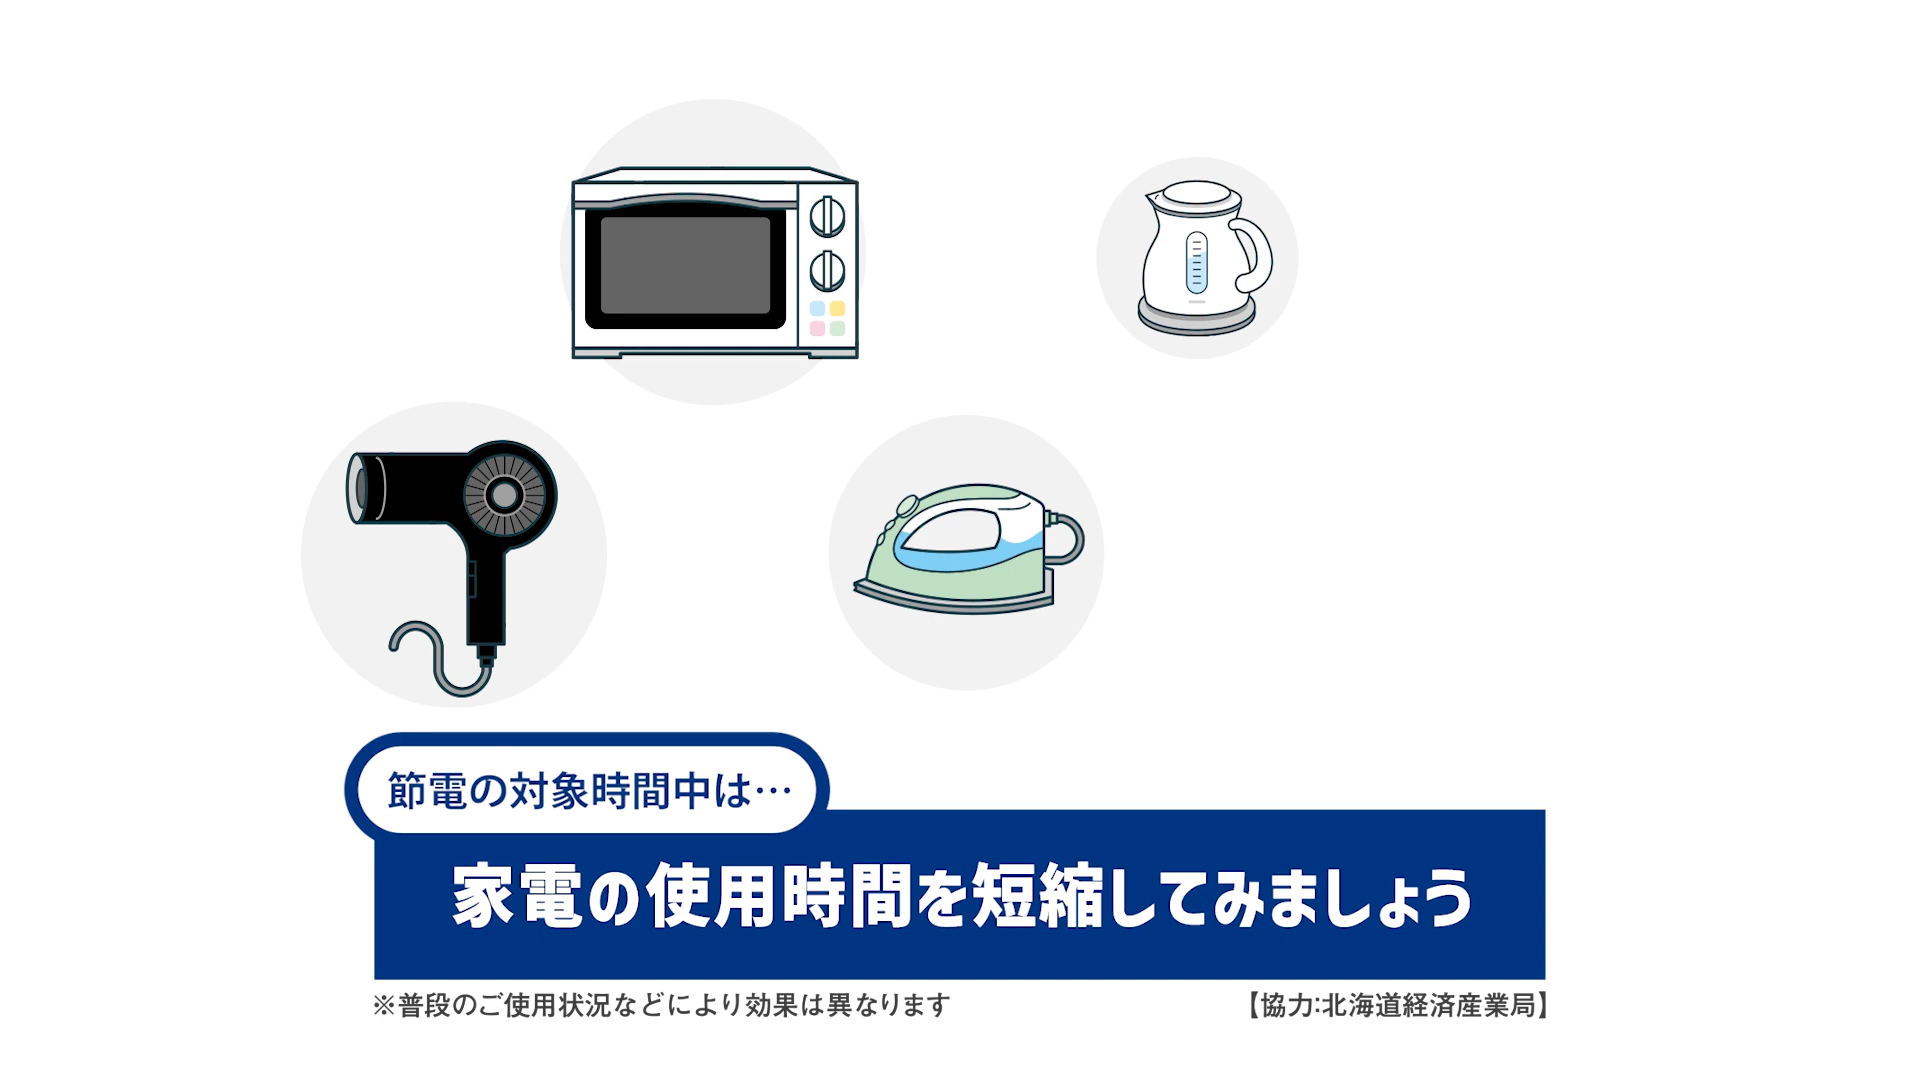 節電の対象時間中は…
家電の使用時間を短縮してみましょう
※普段のご使用状況などにより効果は異なります
【協力:北海道経済産業局】